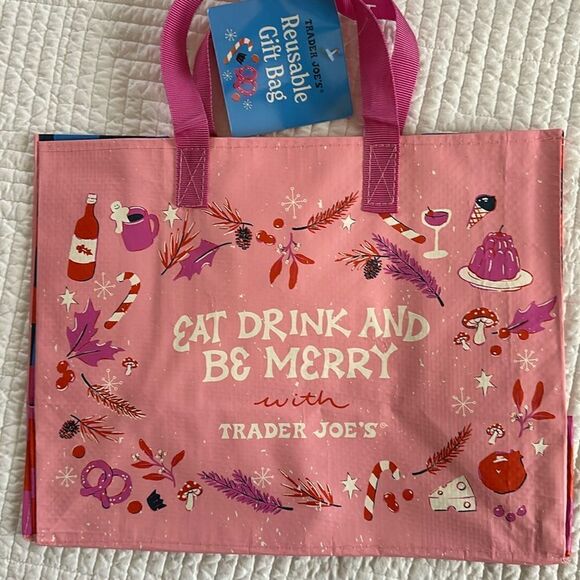 TRADER JOE'S®
Reusable
Gift Bag
EAT DRINK AND
BE MERRY
with
TRADER JOE'S®